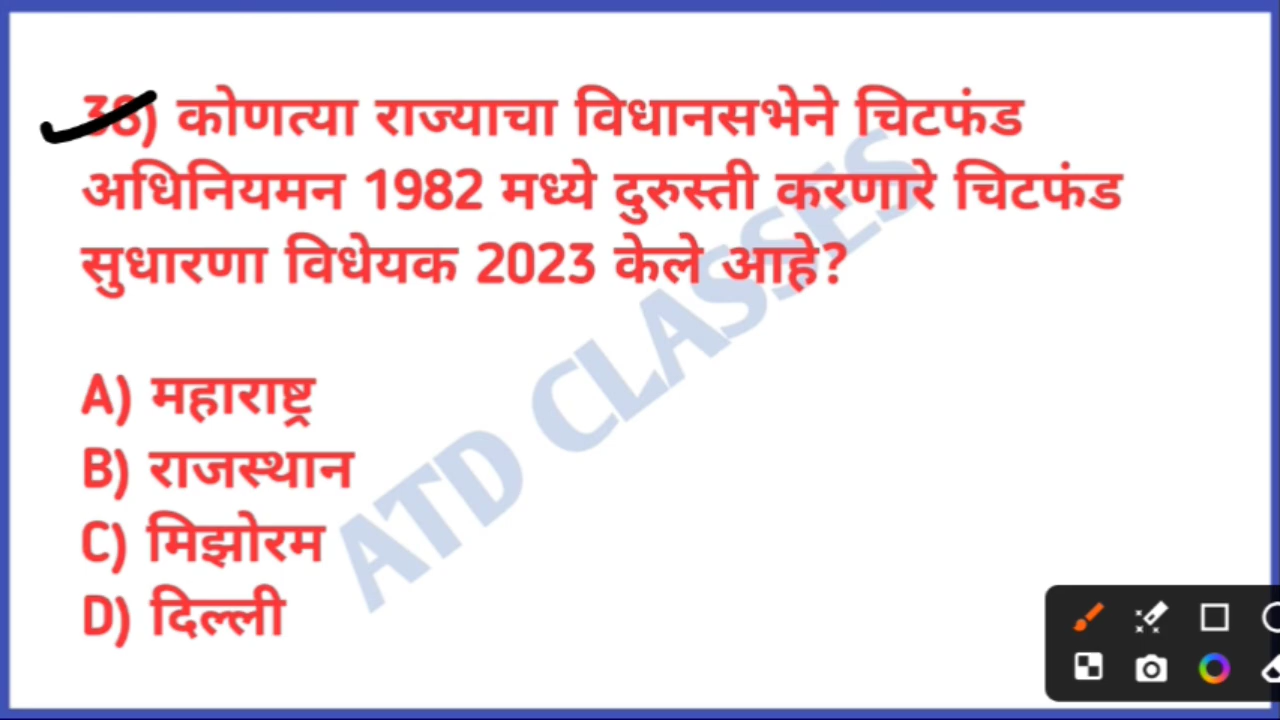 38) कोणत्या राज्याचा विधानसभेने चिटफंड
अधिनियमन 1982 मध्ये दुरुस्ती करणारे चिटफंड
सुधारणा विधेयक 2023 केले आहे?
A) महाराष्ट्र
B) राजस्थान
C) मिझोरम
D) दिल्ली
ATD CLASSES